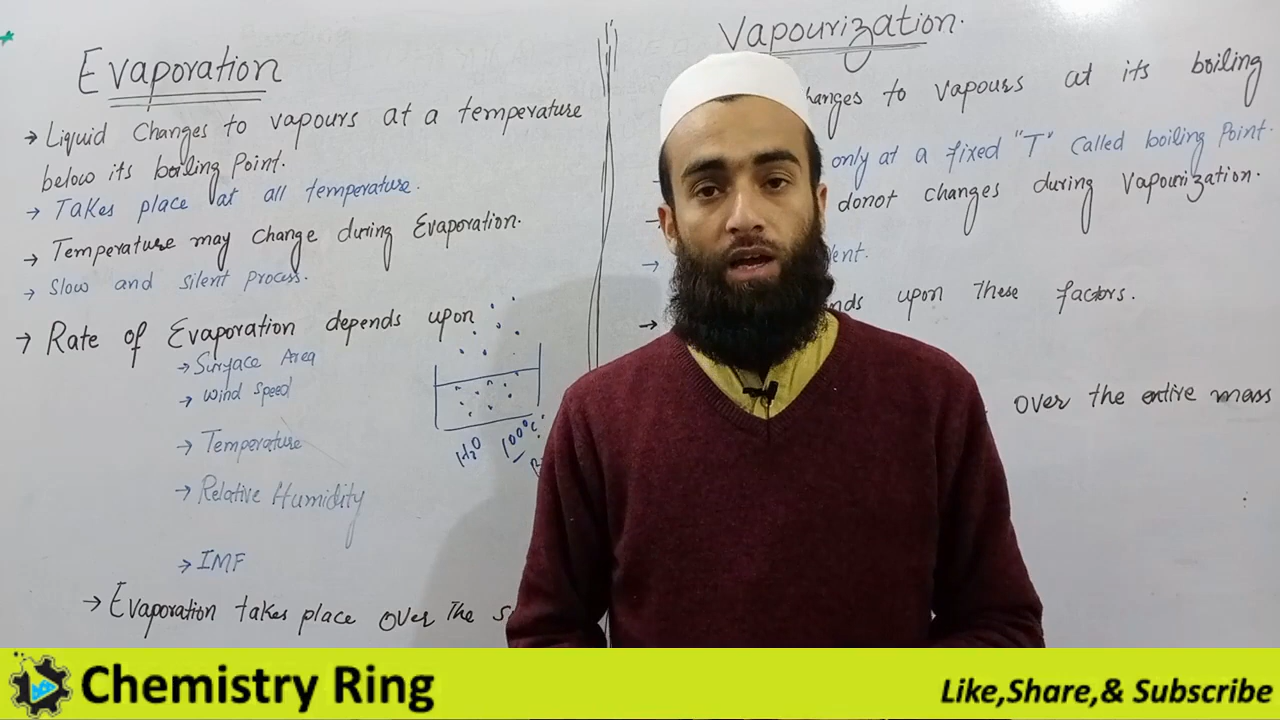 Evaporation
→ Liquid Changes to vapours at a temperature
below its boiling Point.
→ Takes place at all temperature.
→ Temperature may change during Evaporation.
→ Slow and silent Process.
→ Rate of Evaporation depends upon
→ Surface Area
→ Wind Speed
→ Temperature
→ Relative Humidity
→ IMF
H₂O 100°C
→ Evaporation takes place over the s
Vapourization.
hanges to vapours at its boiling
only at a fixed "T" called boiling Point.
donot changes during Vapourization.
→ lent.
→ nds upon these factors.
over the entire mass
Chemistry Ring
Like,Share,& Subscribe